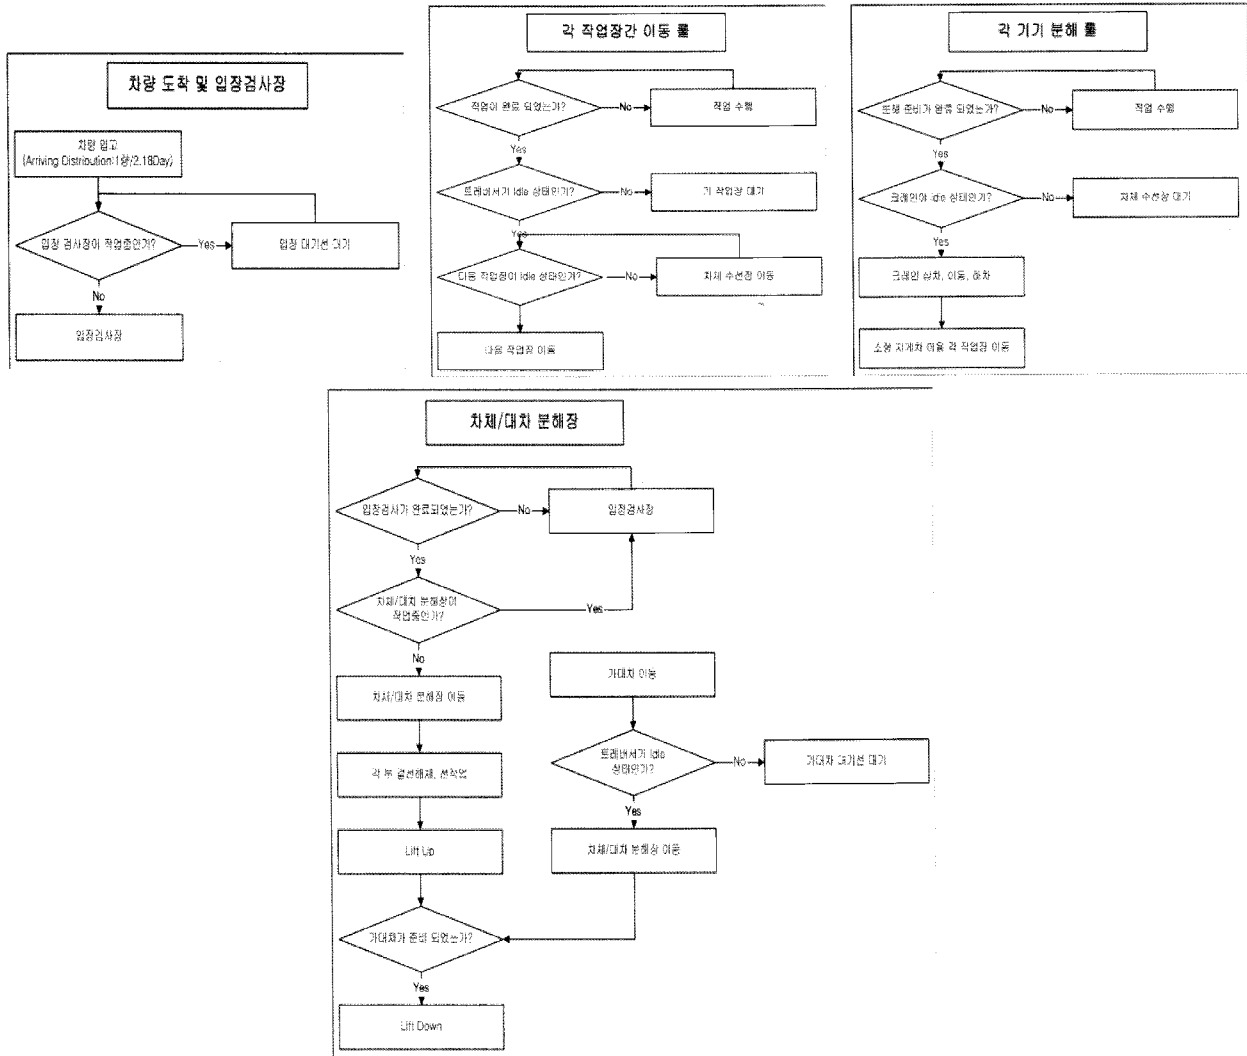 차량 도착 및 입장검사장
차량 입고
(Arriving Distribution:1량/2.18Day)
입장 검사장이 작업중인가?
Yes
입장 대기선 대기
No
입장검사장
각 작업장간 이동 룰
작업이 완료 되었는가?
No
작업 수행
Yes
트레버서가 Idle 상태인가?
No
기 작업장 대기
Yes
다음 작업장이 Idle 상태인가?
No
차체 수선장 이동
다음 작업장 이동
각 기기 분해 룰
분해 준비가 완료 되었는가?
No
작업 수행
Yes
크레인이 Idle 상태인가?
No
차체 수선장 대기
Yes
크레인 상차, 이동, 하차
소형 지게차 이용 각 작업장 이동
차체/대차 분해장
입장검사가 완료되었는가?
No
입장검사장
Yes
차체/대차 분해장이
작업중인가?
Yes
No
차체/대차 분해장 이동
각 부 결선해체, 선작업
Lift Up
가대차가 준비 되었는가?
Yes
Lift Down
가대차 이동
트레버서가 Idle
상태인가?
No
가대차 대기선 대기
Yes
차체/대차 분해장 이동